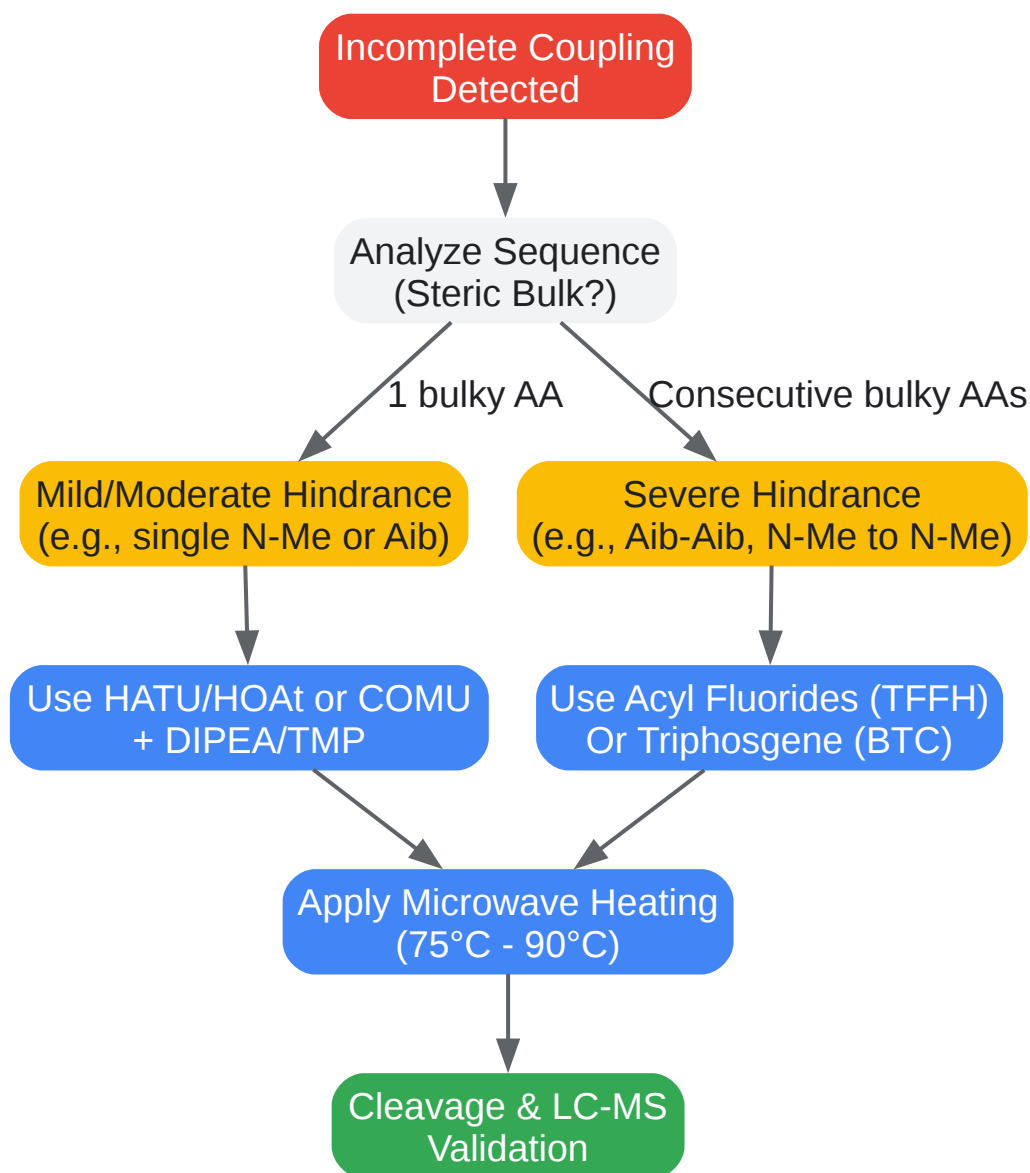 Incomplete Coupling
Detected
Analyze Sequence
(Steric Bulk?)
1 bulky AA
Consecutive bulky AAs
Mild/Moderate Hindrance
(e.g., single N-Me or Aib)
Severe Hindrance
(e.g., Aib-Aib, N-Me to N-Me)
Use HATU/HOAt or COMU
+ DIPEA/TMP
Use Acyl Fluorides (TFFH)
Or Triphosgene (BTC)
Apply Microwave Heating
(75°C - 90°C)
Cleavage & LC-MS
Validation